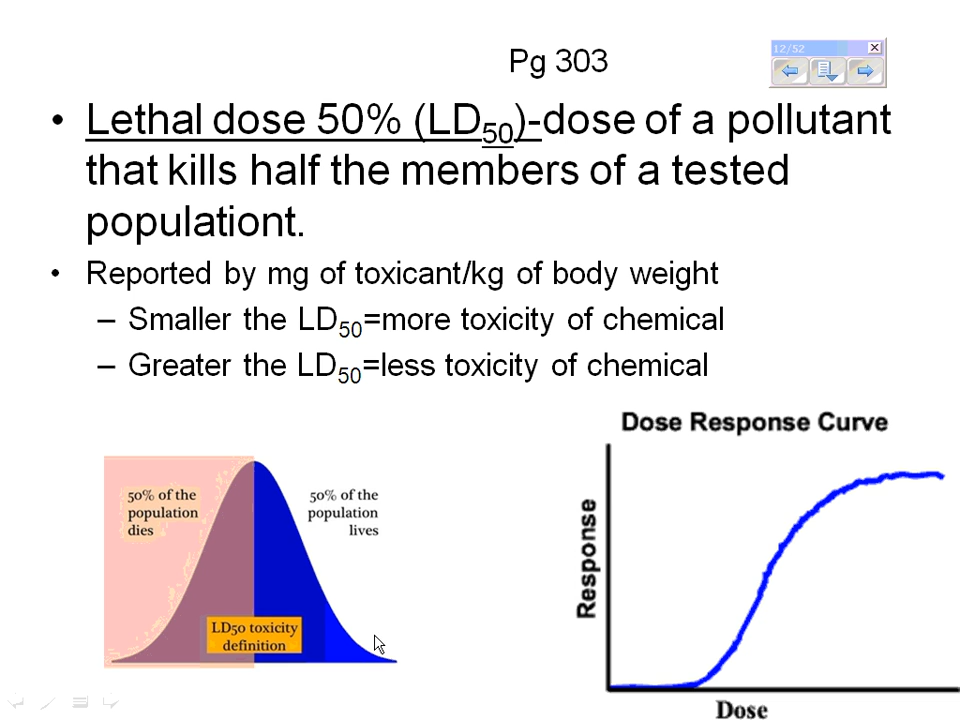 Pg 303
12/52
• Lethal dose 50% (LD50)-dose of a pollutant
that kills half the members of a tested
populationt.
• Reported by mg of toxicant/kg of body weight
– Smaller the LD50=more toxicity of chemical
– Greater the LD50=less toxicity of chemical
50% of the
population
dies
50% of the
population
lives
LD50 toxicity
definition
Dose Response Curve
Response
Dose